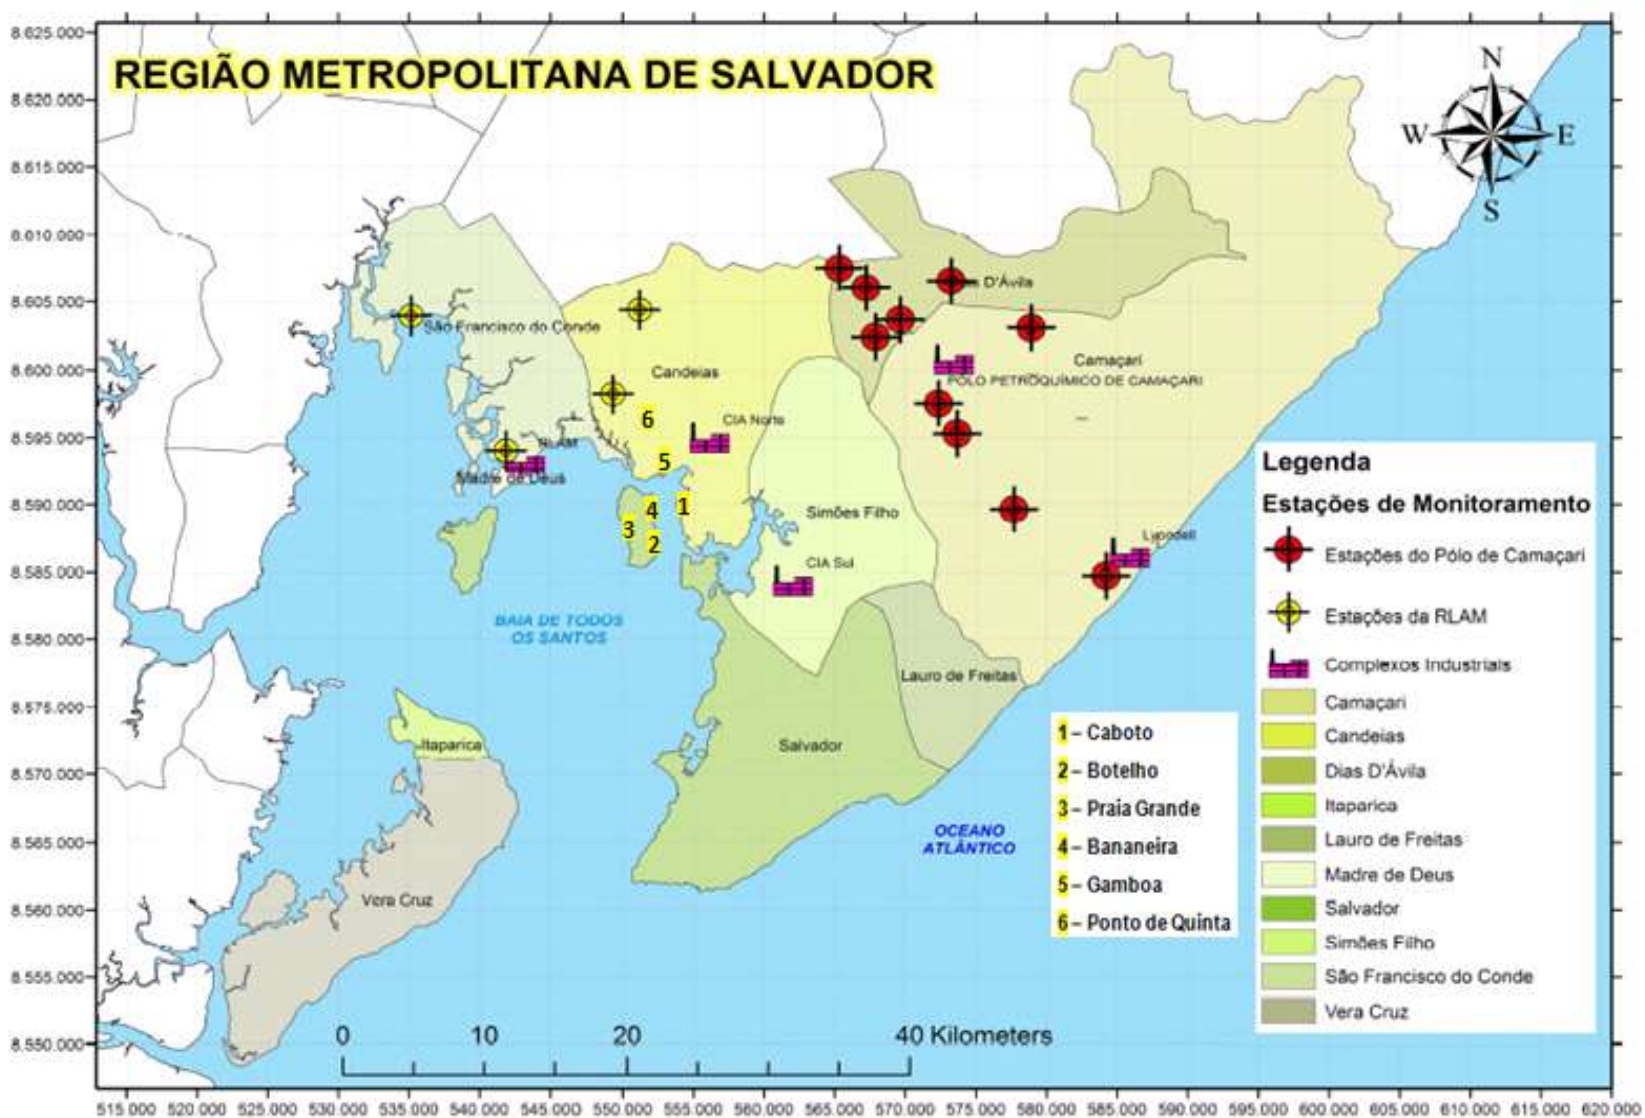 REGIÃO METROPOLITANA DE SALVADOR
8.625.000
8.620.000
8.615.000
8.610.000
8.605.000
8.600.000
8.595.000
8.590.000
8.585.000
8.580.000
8.575.000
8.570.000
8.565.000
8.560.000
8.555.000
8.550.000
N
W
E
S
São Francisco do Conde
Candeias
D'Ávila
Camaçari
PÓLO PETROQUÍMICO DE CAMAÇARI
6
CIA Norte
RLAM
5
Madre de Deus
4
1
3
2
Simões Filho
CIA Sul
BAIA DE TODOS
OS SANTOS
Lauro de Freitas
Itaparica
Salvador
OCEANO
ATLÂNTICO
Vera Cruz
1 – Caboto
2 – Botelho
3 – Praia Grande
4 – Bananeira
5 – Gamboa
6 – Ponto de Quinta
Legenda
Estações de Monitoramento
Estações do Pólo de Camaçari
Estações da RLAM
Complexos Industriais
Camaçari
Candeias
Dias D'Ávila
Itaparica
Lauro de Freitas
Madre de Deus
Salvador
Simões Filho
São Francisco do Conde
Vera Cruz
0 10 20 40 Kilometers
515.000 520.000 525.000 530.000 535.000 540.000 545.000 550.000 555.000 560.000 565.000 570.000 575.000 580.000 585.000 590.000 595.000 600.000 605.000 610.000 615.000 620.000